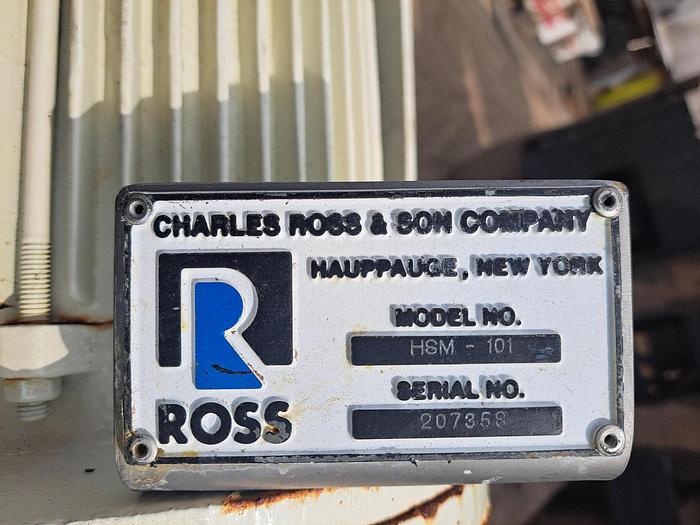 CHARLES ROSS & SON COMPANY
HAUPPAUGE, NEW YORK
MODEL NO.
HSM - 101
SERIAL NO.
207358
R
ROSS